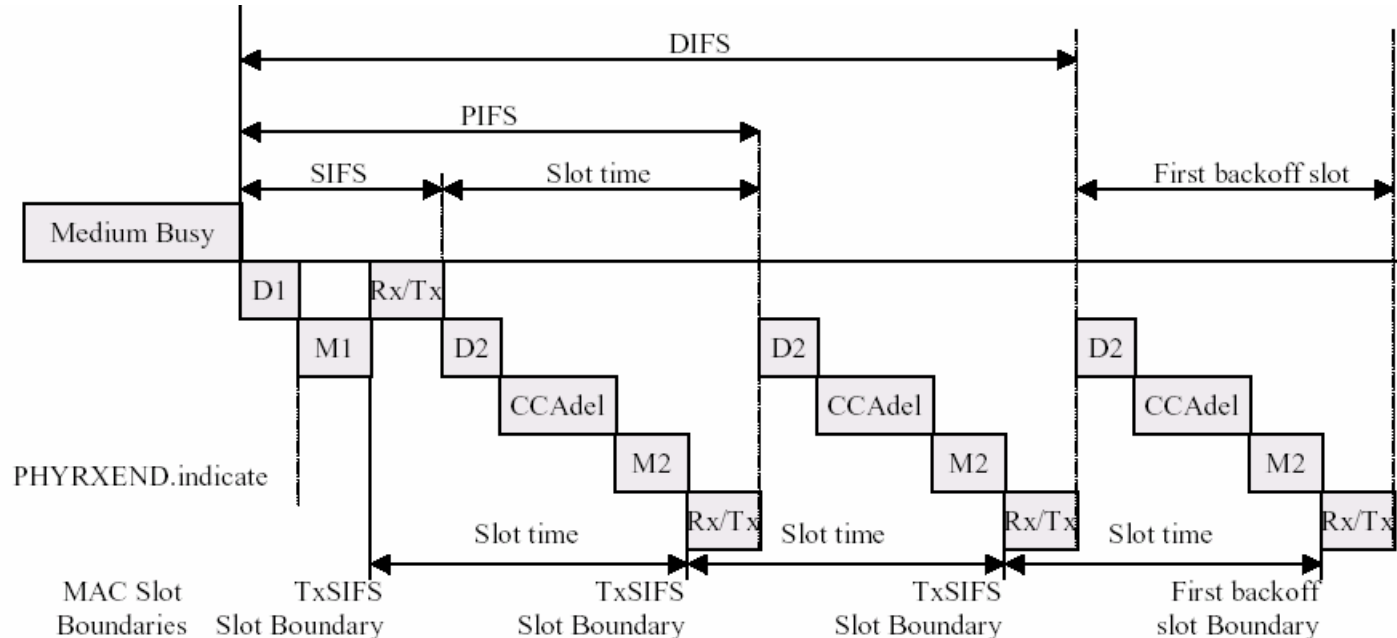 DIFS
PIFS
SIFS
Slot time
First backoff slot
Medium Busy
D1
Rx/Tx
M1
D2
D2
D2
CCAdel
CCAdel
CCAdel
M2
M2
M2
PHYRXEND.indicate
Rx/Tx
Rx/Tx
Rx/Tx
Slot time
Slot time
Slot time
MAC Slot
Boundaries
TxSIFS
Slot Boundary
TxSIFS
Slot Boundary
TxSIFS
Slot Boundary
First backoff
slot Boundary